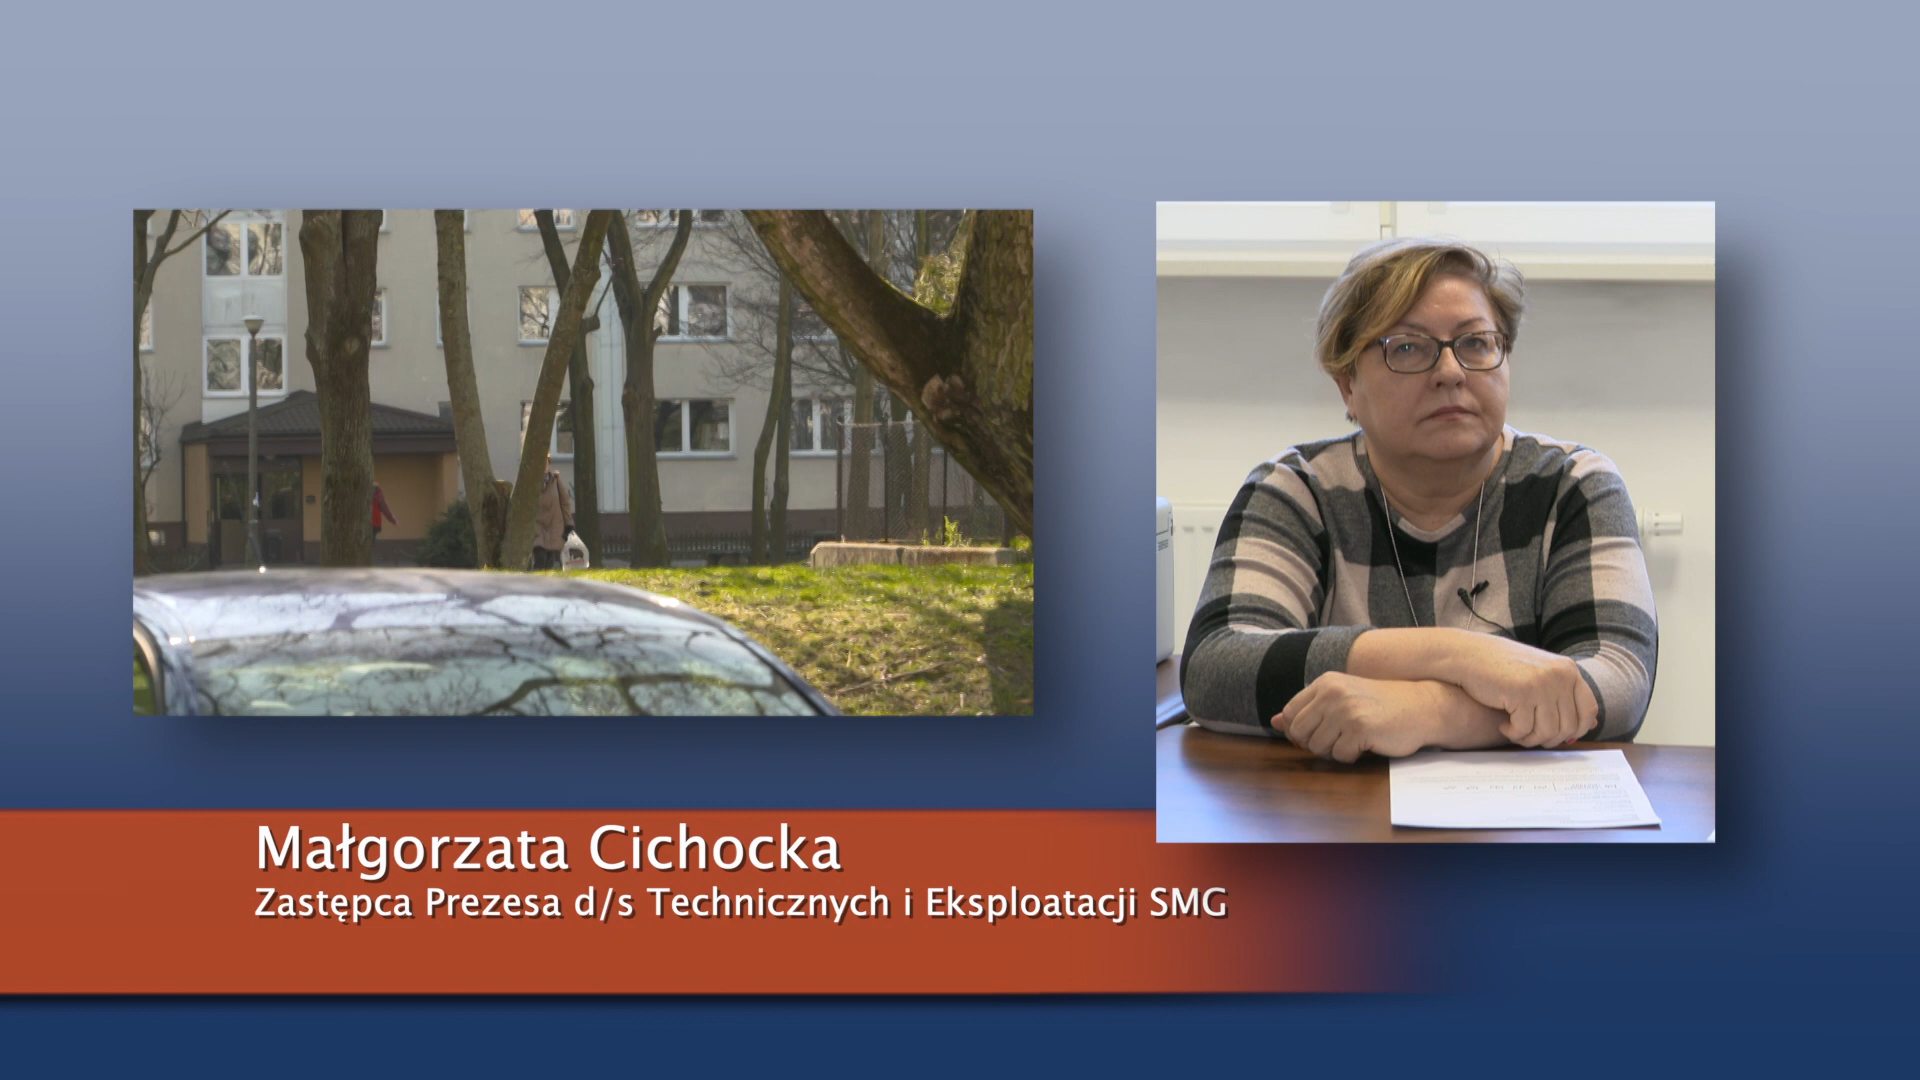 Małgorzata Cichocka
Zastępca Prezesa d/s Technicznych i Eksploatacji SMG